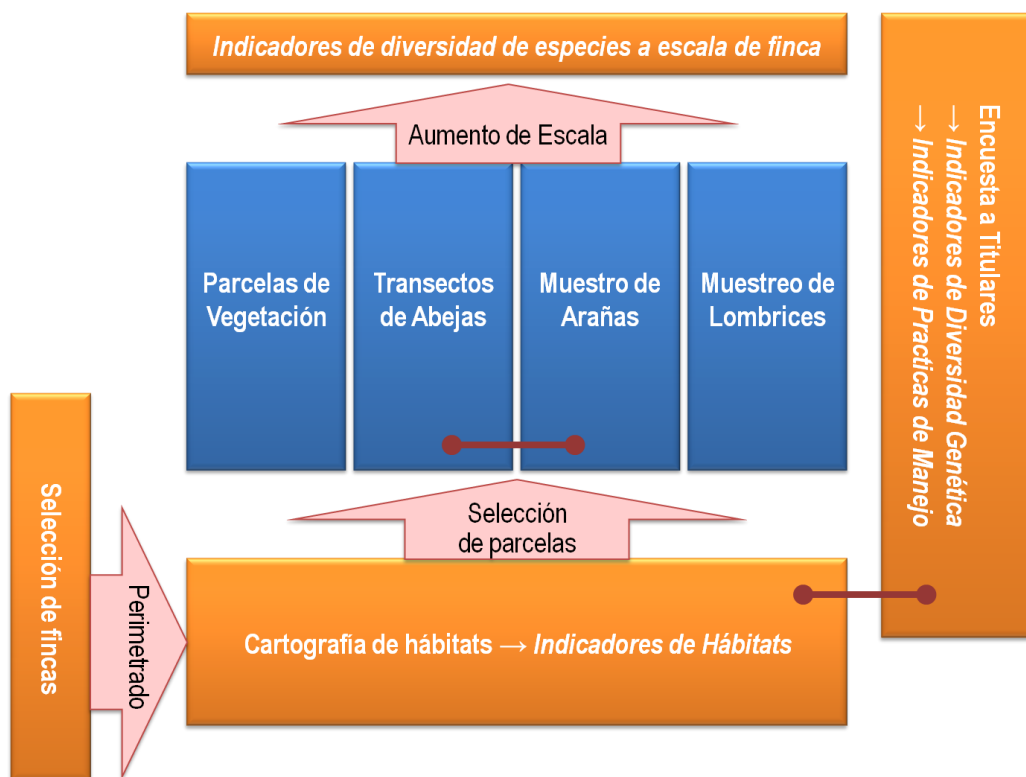 Indicadores de diversidad de especies a escala de finca
Aumento de Escala
Parcelas de
Vegetación
Transectos
de Abejas
Muestro de
Arañas
Muestreo de
Lombrices
Encuesta a Titulares
→ Indicadores de Diversidad Genética
→ Indicadores de Practicas de Manejo
Selección
de parcelas
Selección de fincas
Perimetrado
Cartografía de hábitats → Indicadores de Hábitats